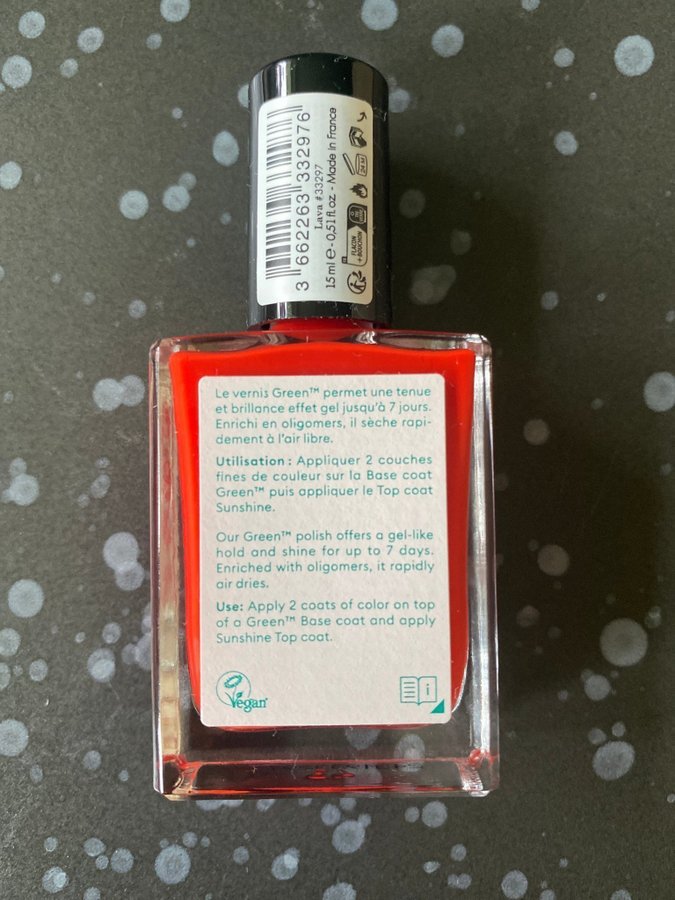 3 662263 332976
Lava #33297
15 ml e - 0,51 fl oz - Made in France
FLACON
+ BOUCHON
24 M
Le vernis Green™ permet une tenue
et brillance effet gel jusqu'à 7 jours.
Enrichi en oligomers, il sèche rapi-
dement à l'air libre.
Utilisation : Appliquer 2 couches
fines de couleur sur la Base coat
Green™ puis appliquer le Top coat
Sunshine.
Our Green™ polish offers a gel-like
hold and shine for up to 7 days.
Enriched with oligomers, it rapidly
air dries.
Use: Apply 2 coats of color on top
of a Green™ Base coat and apply
Sunshine Top coat.
Vegan
i